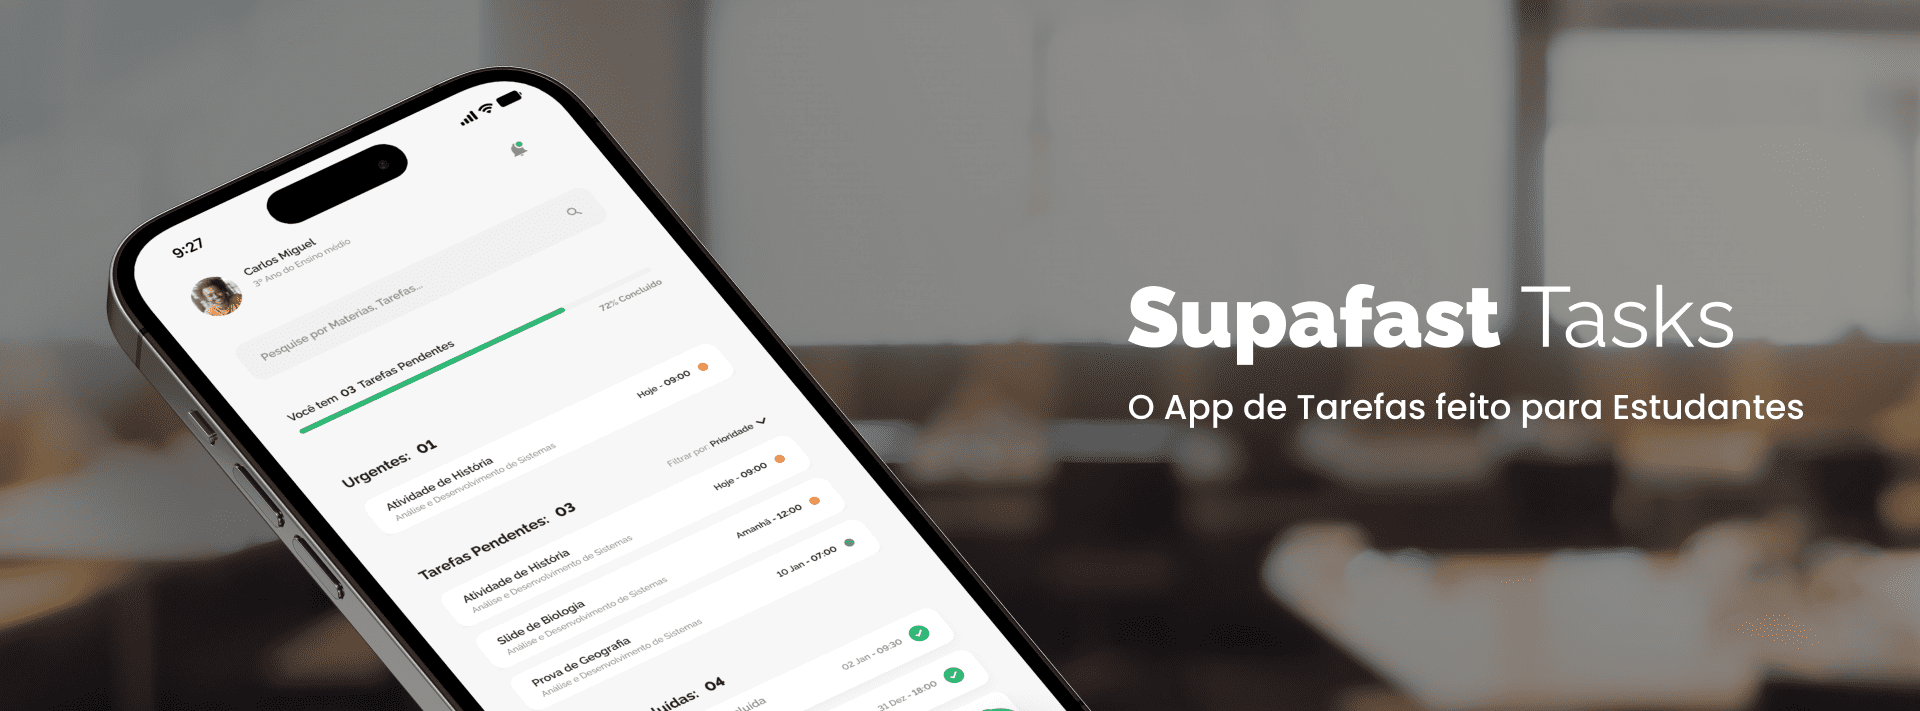 9:27
Carlos Miguel
3º Ano do Ensino médio
Pesquise por Materias, Tarefas...
Você tem 03 Tarefas Pendentes
72% Concluído
Urgentes: 01
Atividade de História
Análise e Desenvolvimento de Sistemas
Hoje - 09:00
Tarefas Pendentes: 03
Filtrar por: Prioridade
Atividade de História
Análise e Desenvolvimento de Sistemas
Hoje - 09:00
Slide de Biologia
Análise e Desenvolvimento de Sistemas
Amanhã - 12:00
Prova de Geografia
Análise e Desenvolvimento de Sistemas
10 Jan - 07:00
luídas: 04
luída
02 Jan - 09:30
31 Dez - 18:00
Supafast Tasks
O App de Tarefas feito para Estudantes